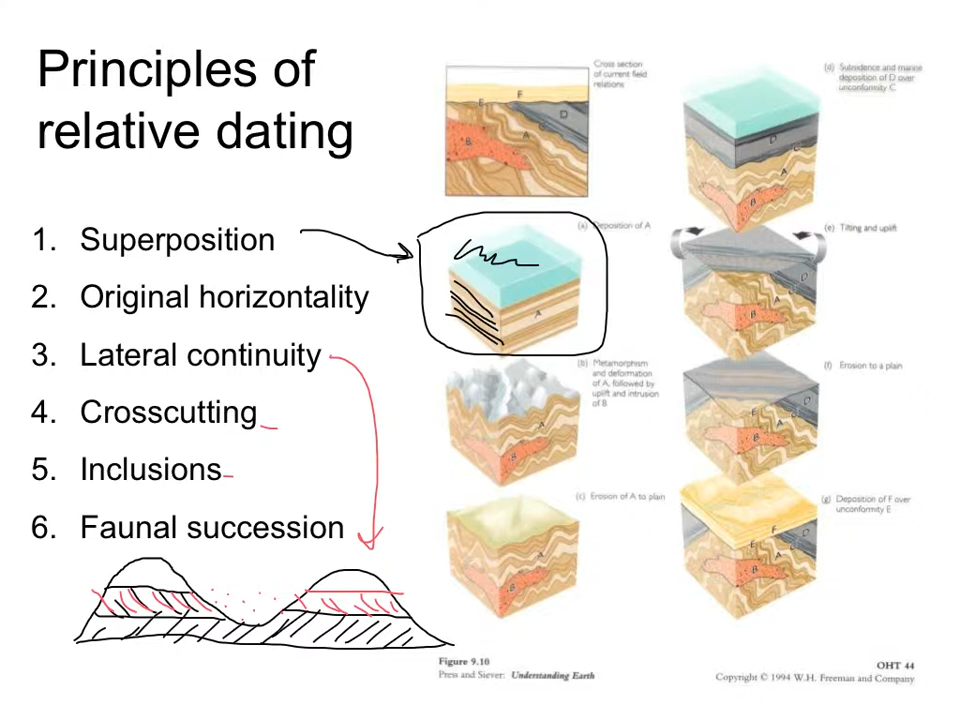 Principles of
relative dating
1. Superposition
2. Original horizontality
3. Lateral continuity
4. Crosscutting
5. Inclusions
6. Faunal succession
Cross section
of current field
relations
F
E
D
A
B
(a) Deposition of A
A
(b) Metamorphism
and deformation
of A, followed by
uplift and intrusion
of B
A
B
(c) Erosion of A to plain
A
B
(d) Subsidence and marine
deposition of D over
unconformity C
D
C
A
B
(e) Tilting and uplift
D
C
A
B
(f) Erosion to a plain
D
E
C
A
B
(g) Deposition of F over
unconformity E
F
D
E
C
A
B
Figure 9.10
Press and Siever: Understanding Earth
OHT 44
Copyright © 1994 W.H. Freeman and Company